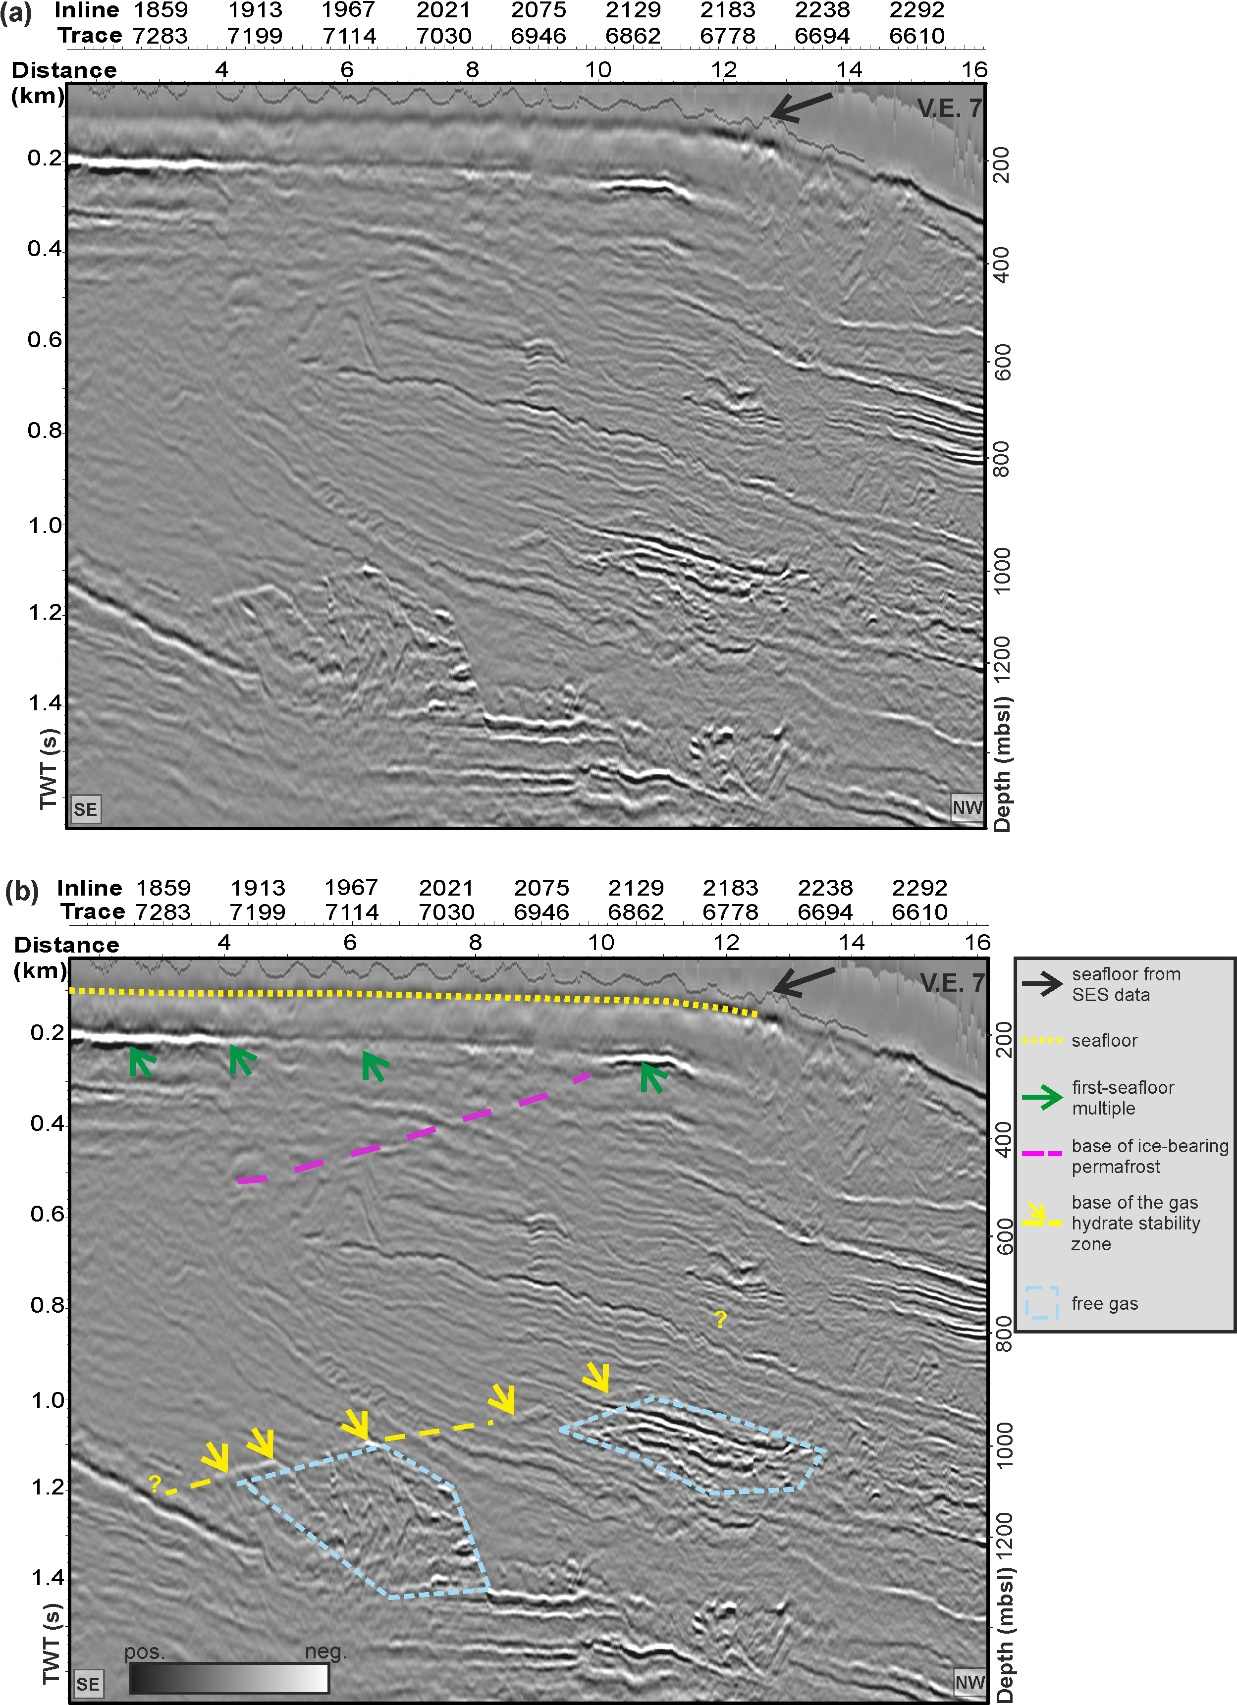 (a) Inline 1859 1913 1967 2021 2075 2129 2183 2238 2292
Trace 7283 7199 7114 7030 6946 6862 6778 6694 6610
Distance 4 6 8 10 12 14 16
(km)
V.E. 7
0.2
200
0.4
400
0.6
600
0.8
800
1.0
1000
1.2
1200
1.4
TWT (s)
Depth (mbsl)
SE
NW
(b) Inline 1859 1913 1967 2021 2075 2129 2183 2238 2292
Trace 7283 7199 7114 7030 6946 6862 6778 6694 6610
Distance 4 6 8 10 12 14 16
(km)
V.E. 7
0.2
200
0.4
400
0.6
600
0.8
?
800
1.0
1000
?
1.2
1200
1.4
TWT (s)
Depth (mbsl)
pos. neg.
SE
NW
seafloor from
SES data
seafloor
first-seafloor
multiple
base of ice-bearing
permafrost
base of the gas
hydrate stability
zone
free gas